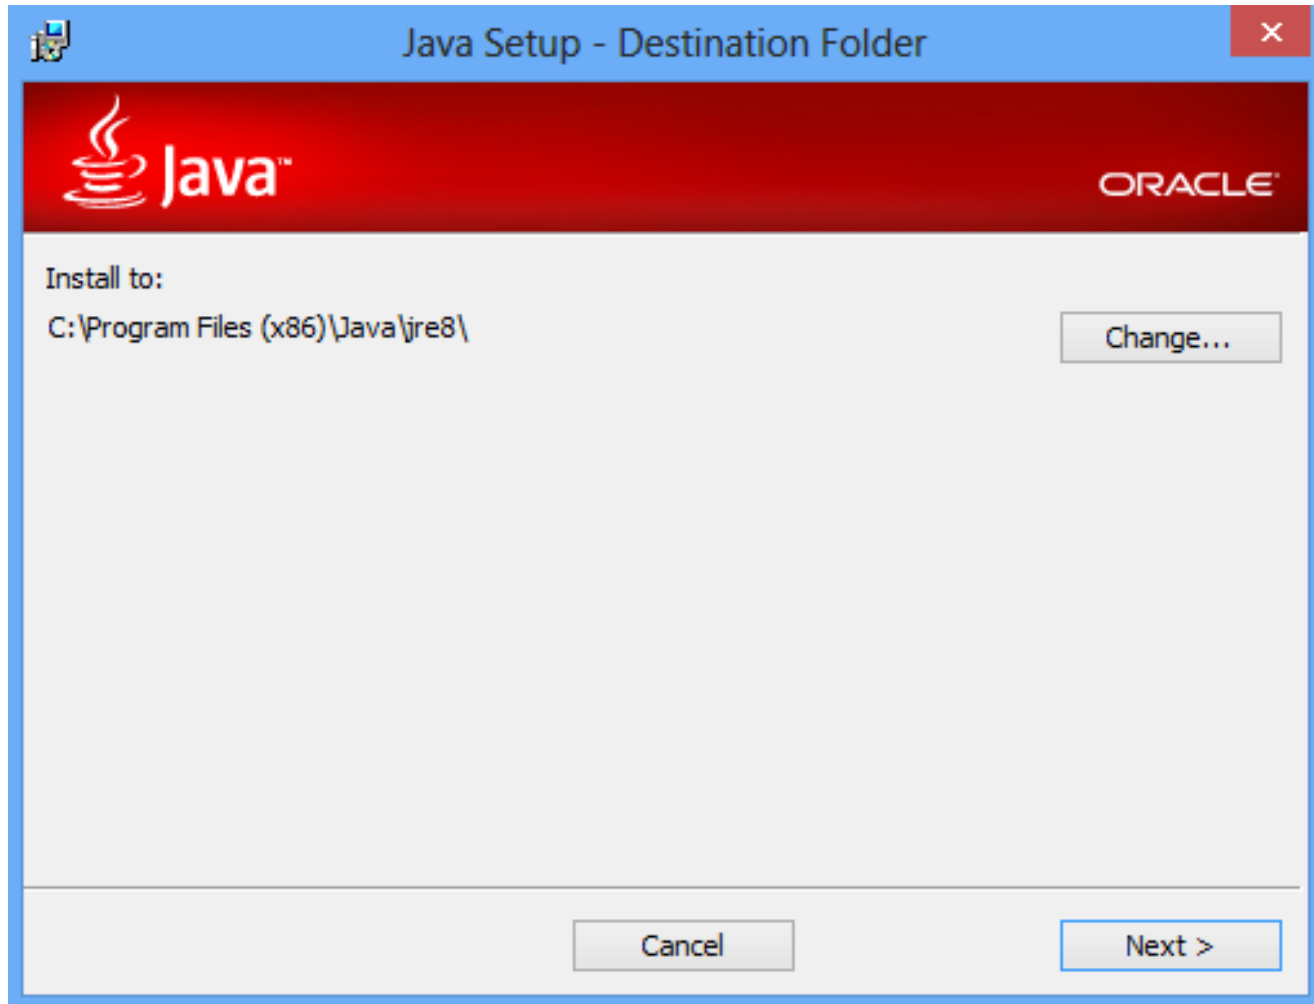 Java Setup - Destination Folder
Java™
ORACLE®
Install to:
C:\Program Files (x86)\Java\jre8\
Change...
Cancel
Next >